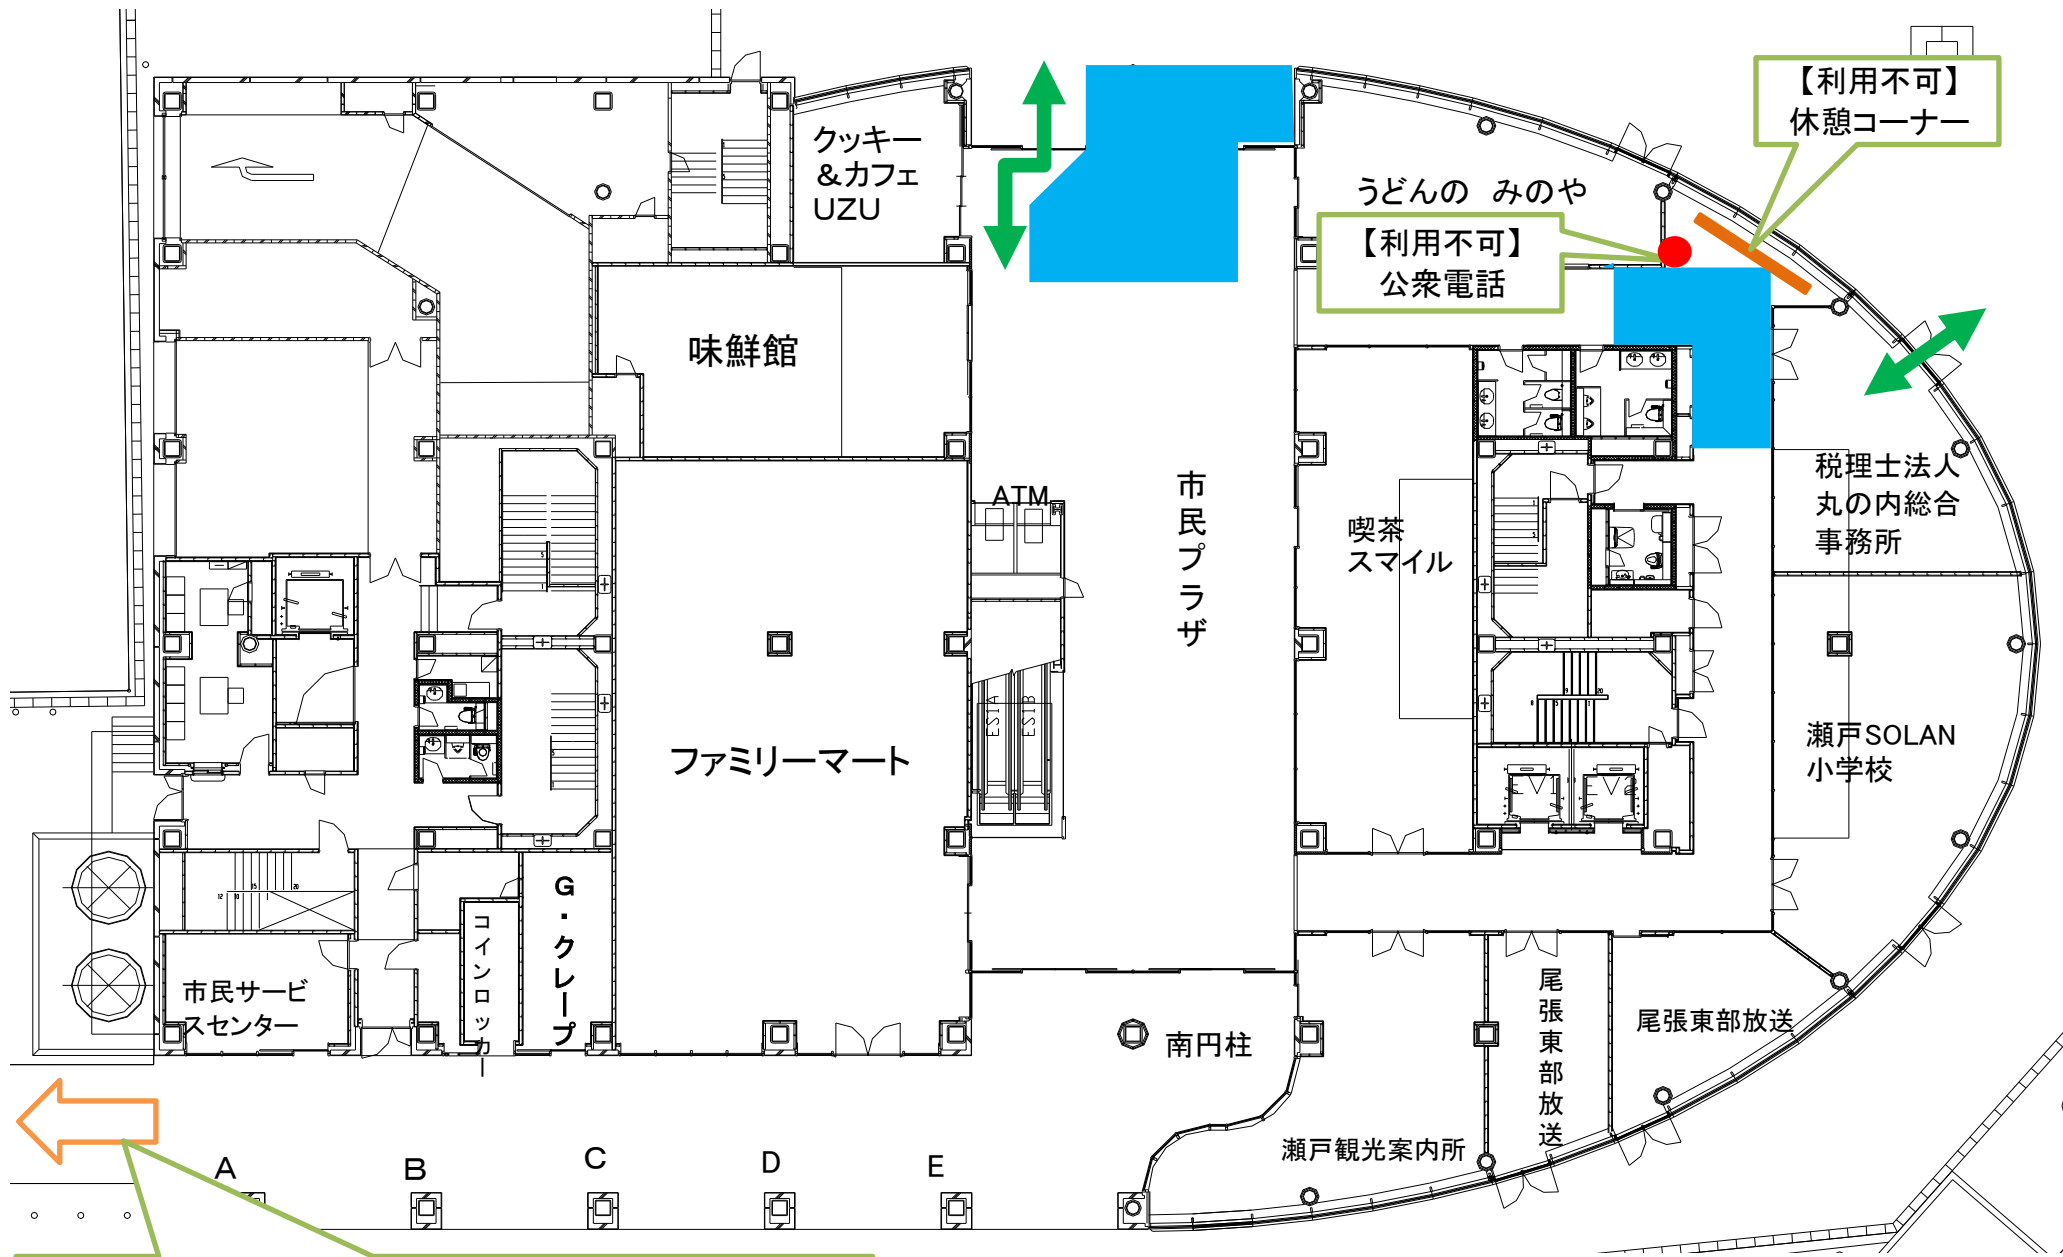 【利用不可】
休憩コーナー
クッキー
&カフェ
UZU
うどんの みのや
【利用不可】
公衆電話
味鮮館
ATM
市民プラザ
喫茶
スマイル
税理士法人
丸の内総合
事務所
ES1A
ES1B
ファミリーマート
瀬戸SOLAN
小学校
G・クレープ
コインロッカー
市民サービ
スセンター
南円柱
尾張東部放送
尾張東部放送
瀬戸観光案内所
A
B
C
D
E